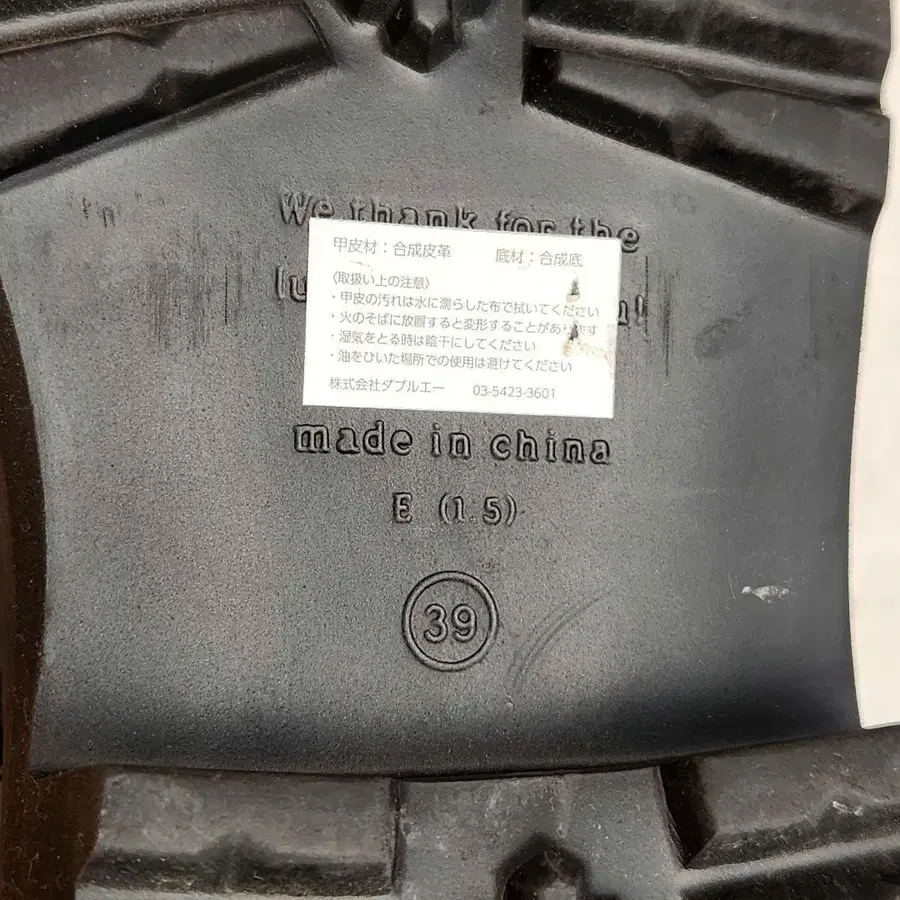 We thank for the
甲皮材：合成皮革 底材：合成底
〈取扱い上の注意〉
・甲皮の汚れは水に濡らした布で拭いてください
・火のそばに放置すると変形することがあります
・湿気をとる時は陰干にしてください
・油をひいた場所での使用は避けてください
株式会社ダブルエー 03-5423-3601
made in china
E (1.5)
39